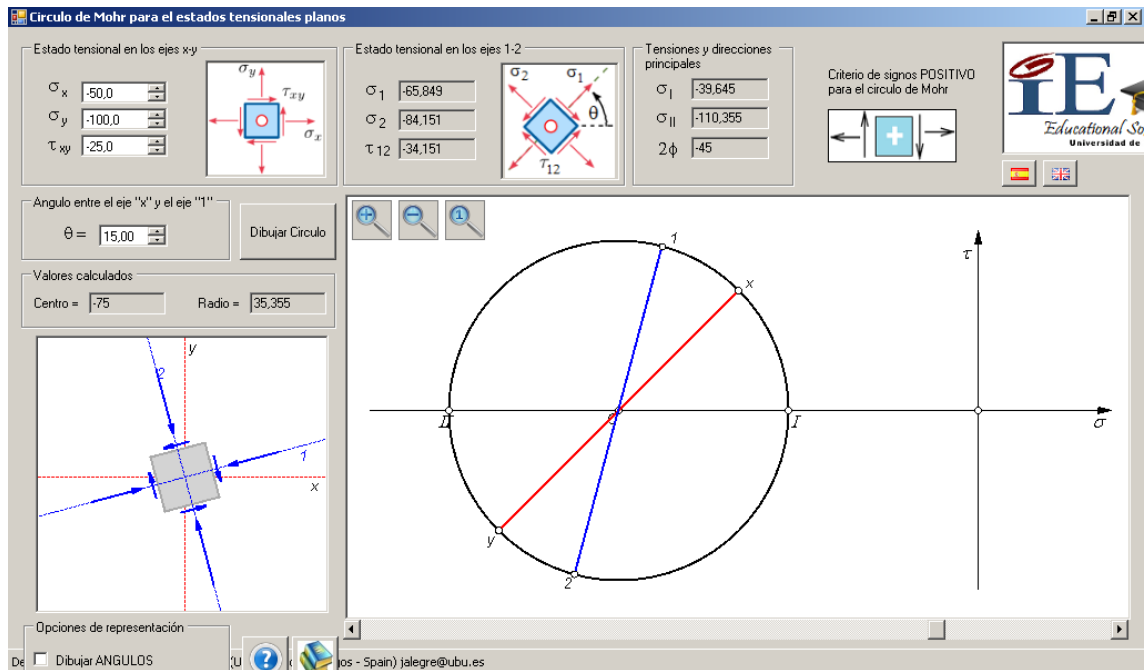 Circulo de Mohr para el estados tensionales planos
Estado tensional en los ejes x-y
σx -50,0
σy -100,0
τxy -25,0
σy
τxy
σx
Estado tensional en los ejes 1-2
σ1 -65,849
σ2 -84,151
τ12 -34,151
σ2 σ1
θ
τ12
Tensiones y direcciones
principales
σI -39,645
σII -110,355
2ϕ -45
Criterio de signos POSITIVO
para el circulo de Mohr
+
iE
Educational So
Universidad de
Angulo entre el eje "x" y el eje "1"
θ = 15,00
Dibujar Circulo
Valores calculados
Centro = -75 Radio = 35,355
y
2
1
x
1
1
x
τ
II
I
σ
y
2
Opciones de representación
Dibujar ANGULOS
De
(U
os - Spain) jalegre@ubu.es